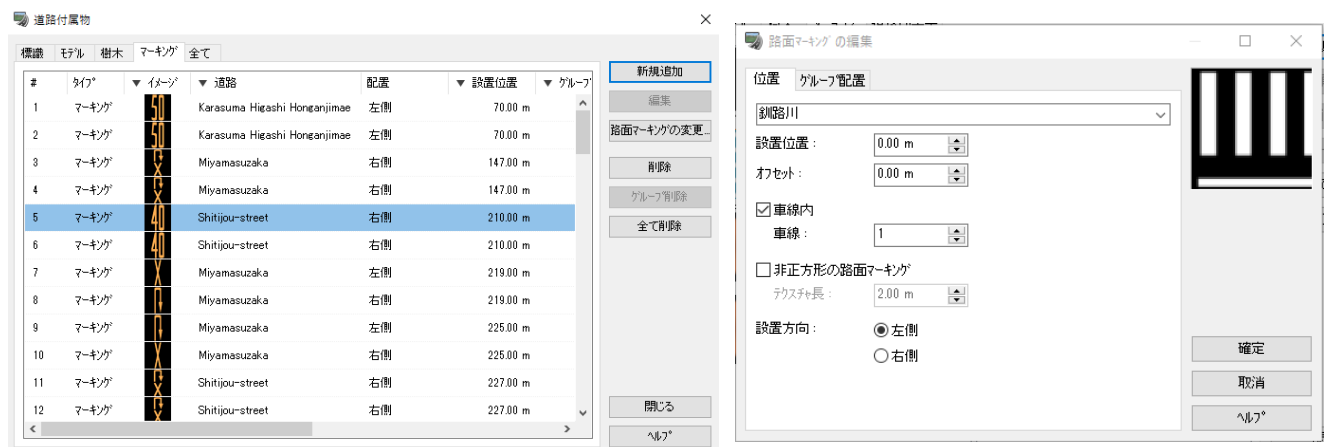 道路付属物
標識 ﾓﾃﾞﾙ 樹木 ﾏｰｷﾝｸﾞ 全て
# ﾀｲﾌﾟ ▼ ｲﾒｰｼﾞ ▼ 道路 配置 ▼ 設置位置 ▼ ｸﾞﾙｰﾌﾟ
1 ﾏｰｷﾝｸﾞ 50 Karasuma Higashi Honganjimae 左側 70.00 m
2 ﾏｰｷﾝｸﾞ 50 Karasuma Higashi Honganjimae 左側 70.00 m
3 ﾏｰｷﾝｸﾞ Miyamasuzaka 右側 147.00 m
4 ﾏｰｷﾝｸﾞ Miyamasuzaka 右側 147.00 m
5 ﾏｰｷﾝｸﾞ 40 Shitijou-street 右側 210.00 m
6 ﾏｰｷﾝｸﾞ 40 Shitijou-street 右側 210.00 m
7 ﾏｰｷﾝｸﾞ Miyamasuzaka 右側 219.00 m
8 ﾏｰｷﾝｸﾞ Miyamasuzaka 右側 219.00 m
9 ﾏｰｷﾝｸﾞ Miyamasuzaka 左側 225.00 m
10 ﾏｰｷﾝｸﾞ Miyamasuzaka 右側 225.00 m
11 ﾏｰｷﾝｸﾞ Shitijou-street 右側 227.00 m
12 ﾏｰｷﾝｸﾞ Shitijou-street 右側 227.00 m
新規追加
編集
路面ﾏｰｷﾝｸﾞの変更...
削除
ｸﾞﾙｰﾌﾟ削除
全て削除
閉じる
ﾍﾙﾌﾟ
路面ﾏｰｷﾝｸﾞの編集
位置 ｸﾞﾙｰﾌﾟ配置
釧路川
設置位置 : 0.00 m
ｵﾌｾｯﾄ : 0.00 m
車線内
車線 : 1
非正方形の路面ﾏｰｷﾝｸﾞ
ﾃｸｽﾁｬ長 : 2.00 m
設置方向 : 左側
右側
確定
取消
ﾍﾙﾌﾟ